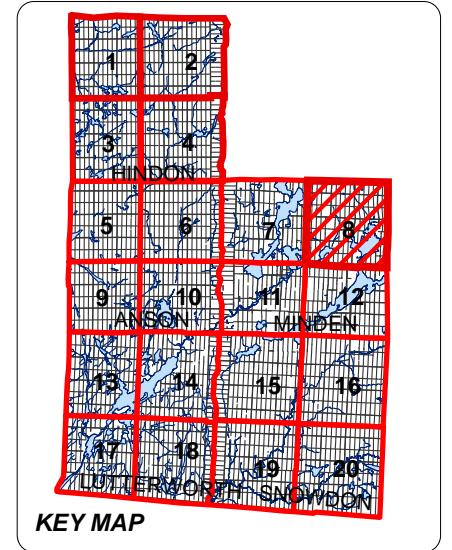 1 2
3 4
HINDON
5 6 7 8
9 10 11 12
ANSON MINDEN
13 14 15 16
17 18 19 20
LUTTERWORTH SNOWDON
KEY MAP